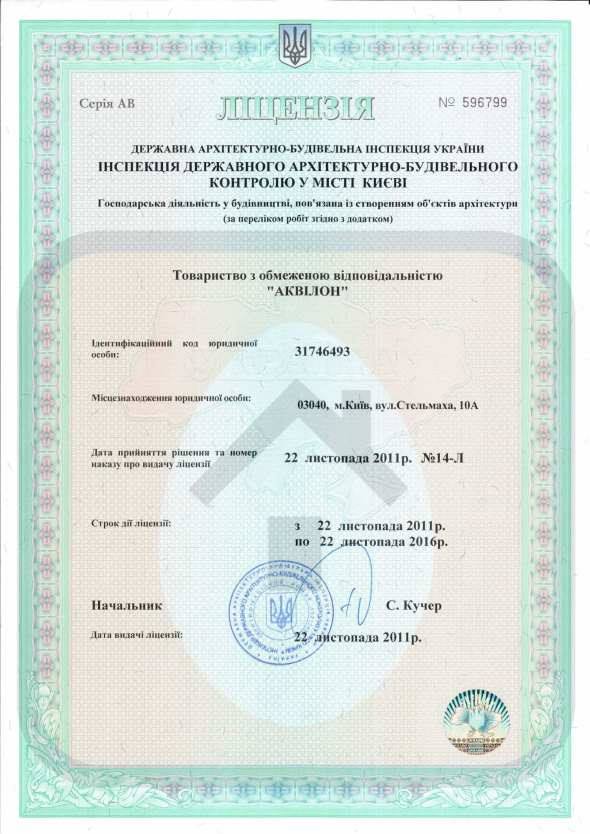 Серія АВ
ЛІЦЕНЗІЯ
№ 596799
ДЕРЖАВНА АРХІТЕКТУРНО-БУДІВЕЛЬНА ІНСПЕКЦІЯ УКРАЇНИ
ІНСПЕКЦІЯ ДЕРЖАВНОГО АРХІТЕКТУРНО-БУДІВЕЛЬНОГО
КОНТРОЛЮ У МІСТІ КИЄВІ
Господарська діяльність у будівництві, пов'язана із створенням об'єктів архітектури
(за переліком робіт згідно з додатком)
Товариство з обмеженою відповідальністю
"АКВІЛОН"
Ідентифікаційний код юридичної
особи:
31746493
Місцезнаходження юридичної особи:
03040, м.Київ, вул.Стельмаха, 10А
Дата прийняття рішення та номер
наказу про видачу ліцензії
22 листопада 2011р. №14-Л
Строк дії ліцензії:
з 22 листопада 2011р.
по 22 листопада 2016р.
Начальник
С. Кучер
Дата видачі ліцензії:
22 листопада 2011р.